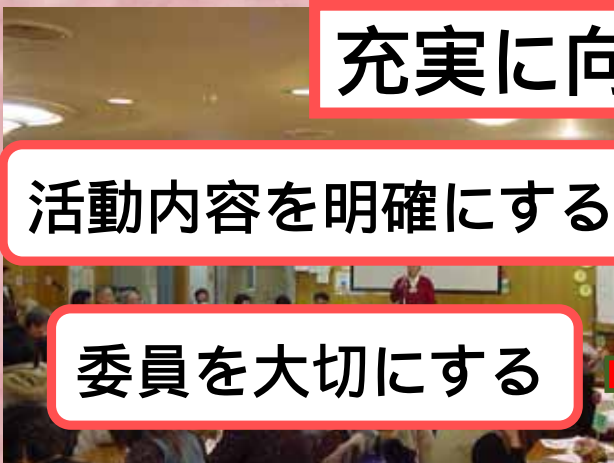 充実に向
活動内容を明確にする
委員を大切にする